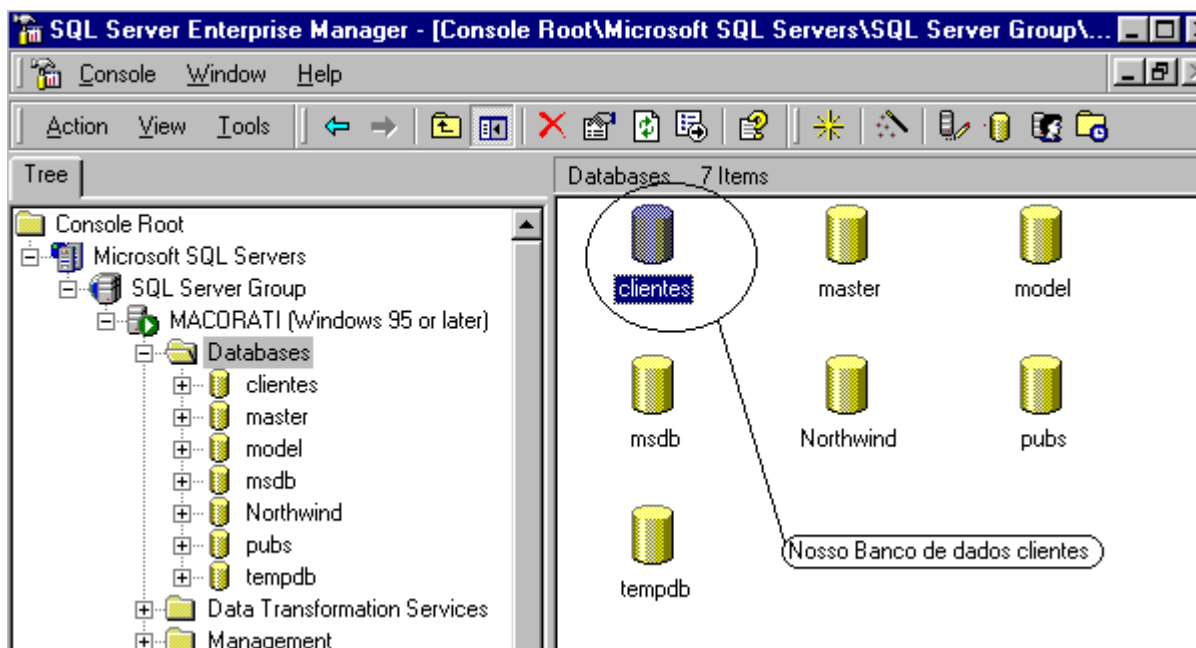 SQL Server Enterprise Manager - [Console Root\Microsoft SQL Servers\SQL Server Group\...
Console Window Help
Action View Tools
Tree
Databases 7 Items
Console Root
Microsoft SQL Servers
SQL Server Group
MACORATI (Windows 95 or later)
Databases
clientes
master
model
msdb
Northwind
pubs
tempdb
Data Transformation Services
Management
clientes master model
msdb Northwind pubs
Nosso Banco de dados clientes
tempdb